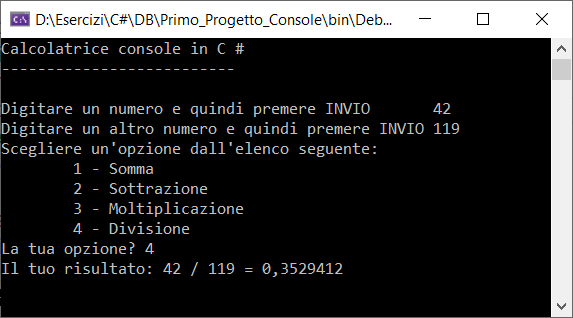 D:\Esercizi\C#\DB\Primo_Progetto_Console\bin\Deb...
Calcolatrice console in C #
--------------------------
Digitare un numero e quindi premere INVIO       42
Digitare un altro numero e quindi premere INVIO 119
Scegliere un'opzione dall'elenco seguente:
        1 - Somma
        2 - Sottrazione
        3 - Moltiplicazione
        4 - Divisione
La tua opzione? 4
Il tuo risultato: 42 / 119 = 0,3529412